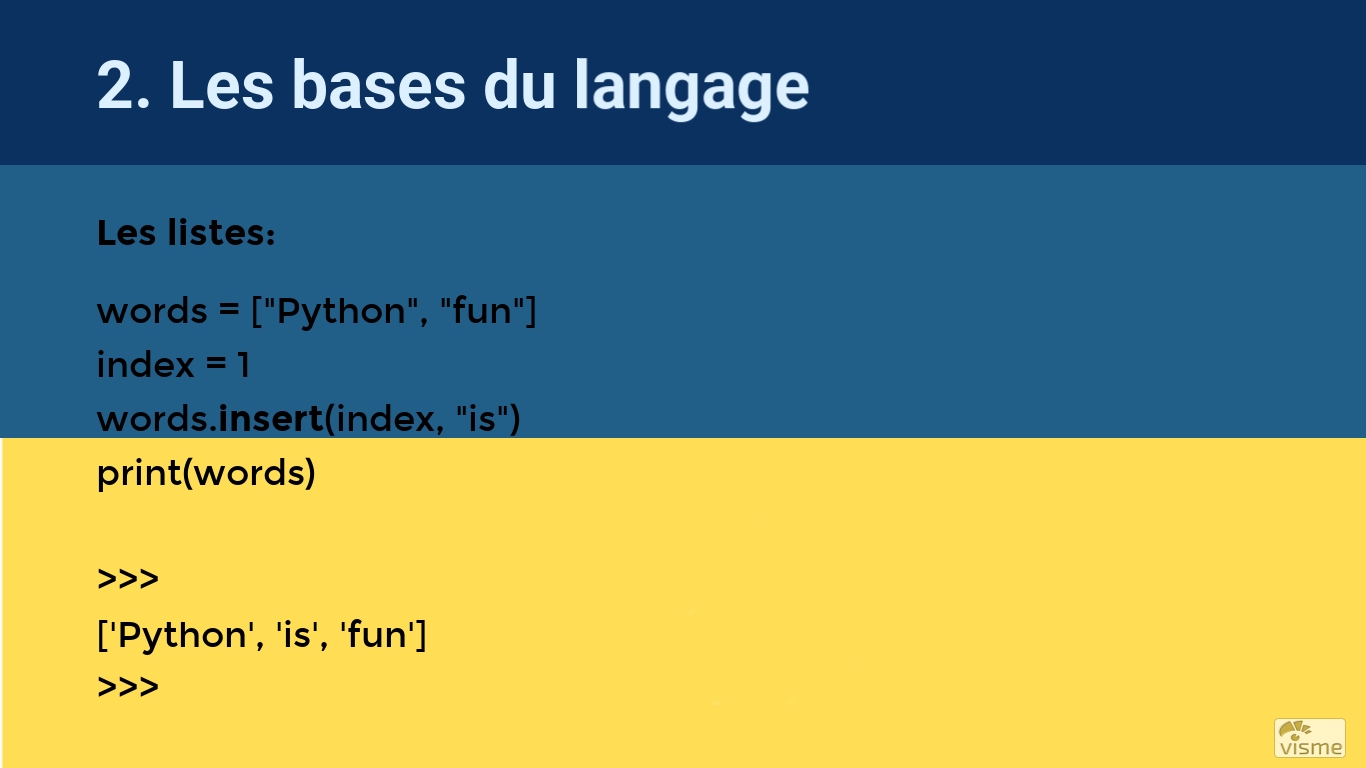 2. Les bases du langage
Les listes:
words = ["Python", "fun"]
index = 1
words.insert(index, "is")
print(words)
>>>
['Python', 'is', 'fun']
>>>
visme